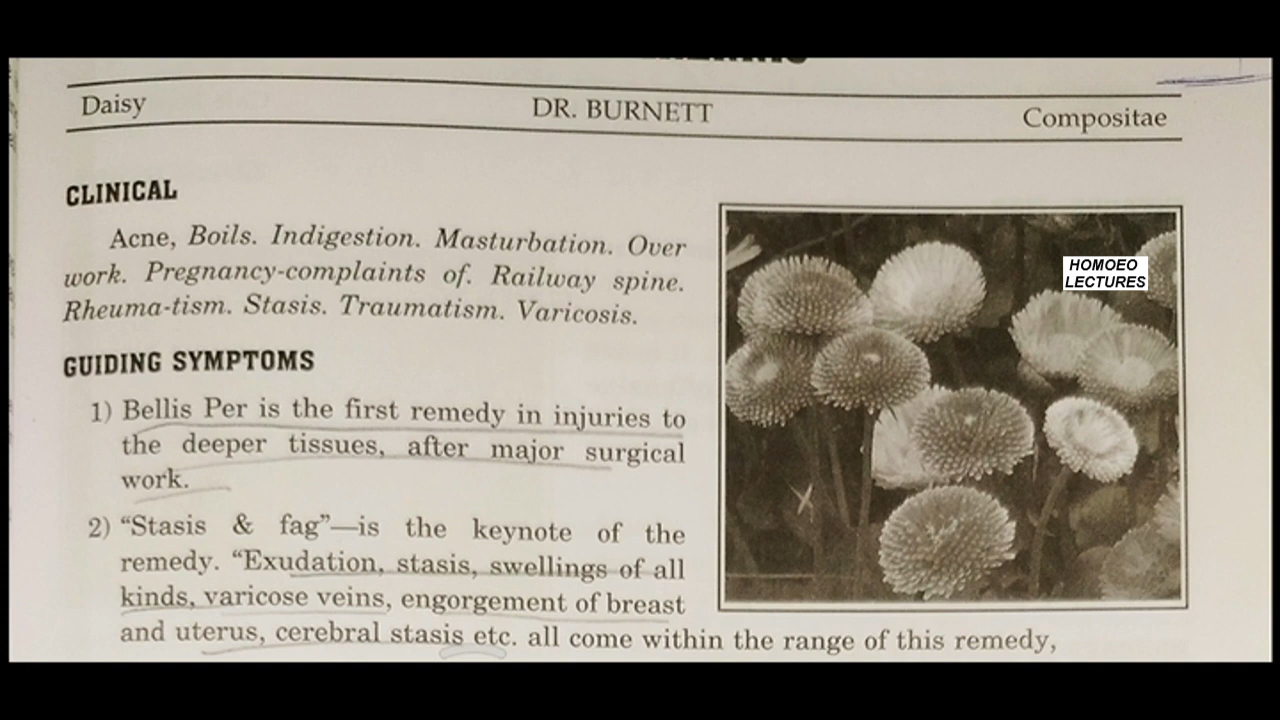 Daisy DR. BURNETT Compositae
CLINICAL
Acne, Boils. Indigestion. Masturbation. Over
work. Pregnancy-complaints of. Railway spine.
Rheuma-tism. Stasis. Traumatism. Varicosis.
HOMOEO
LECTURES
GUIDING SYMPTOMS
1) Bellis Per is the first remedy in injuries to
the deeper tissues, after major surgical
work.
2) “Stasis & fag”—is the keynote of the
remedy. “Exudation, stasis, swellings of all
kinds, varicose veins, engorgement of breast
and uterus, cerebral stasis etc. all come within the range of this remedy,